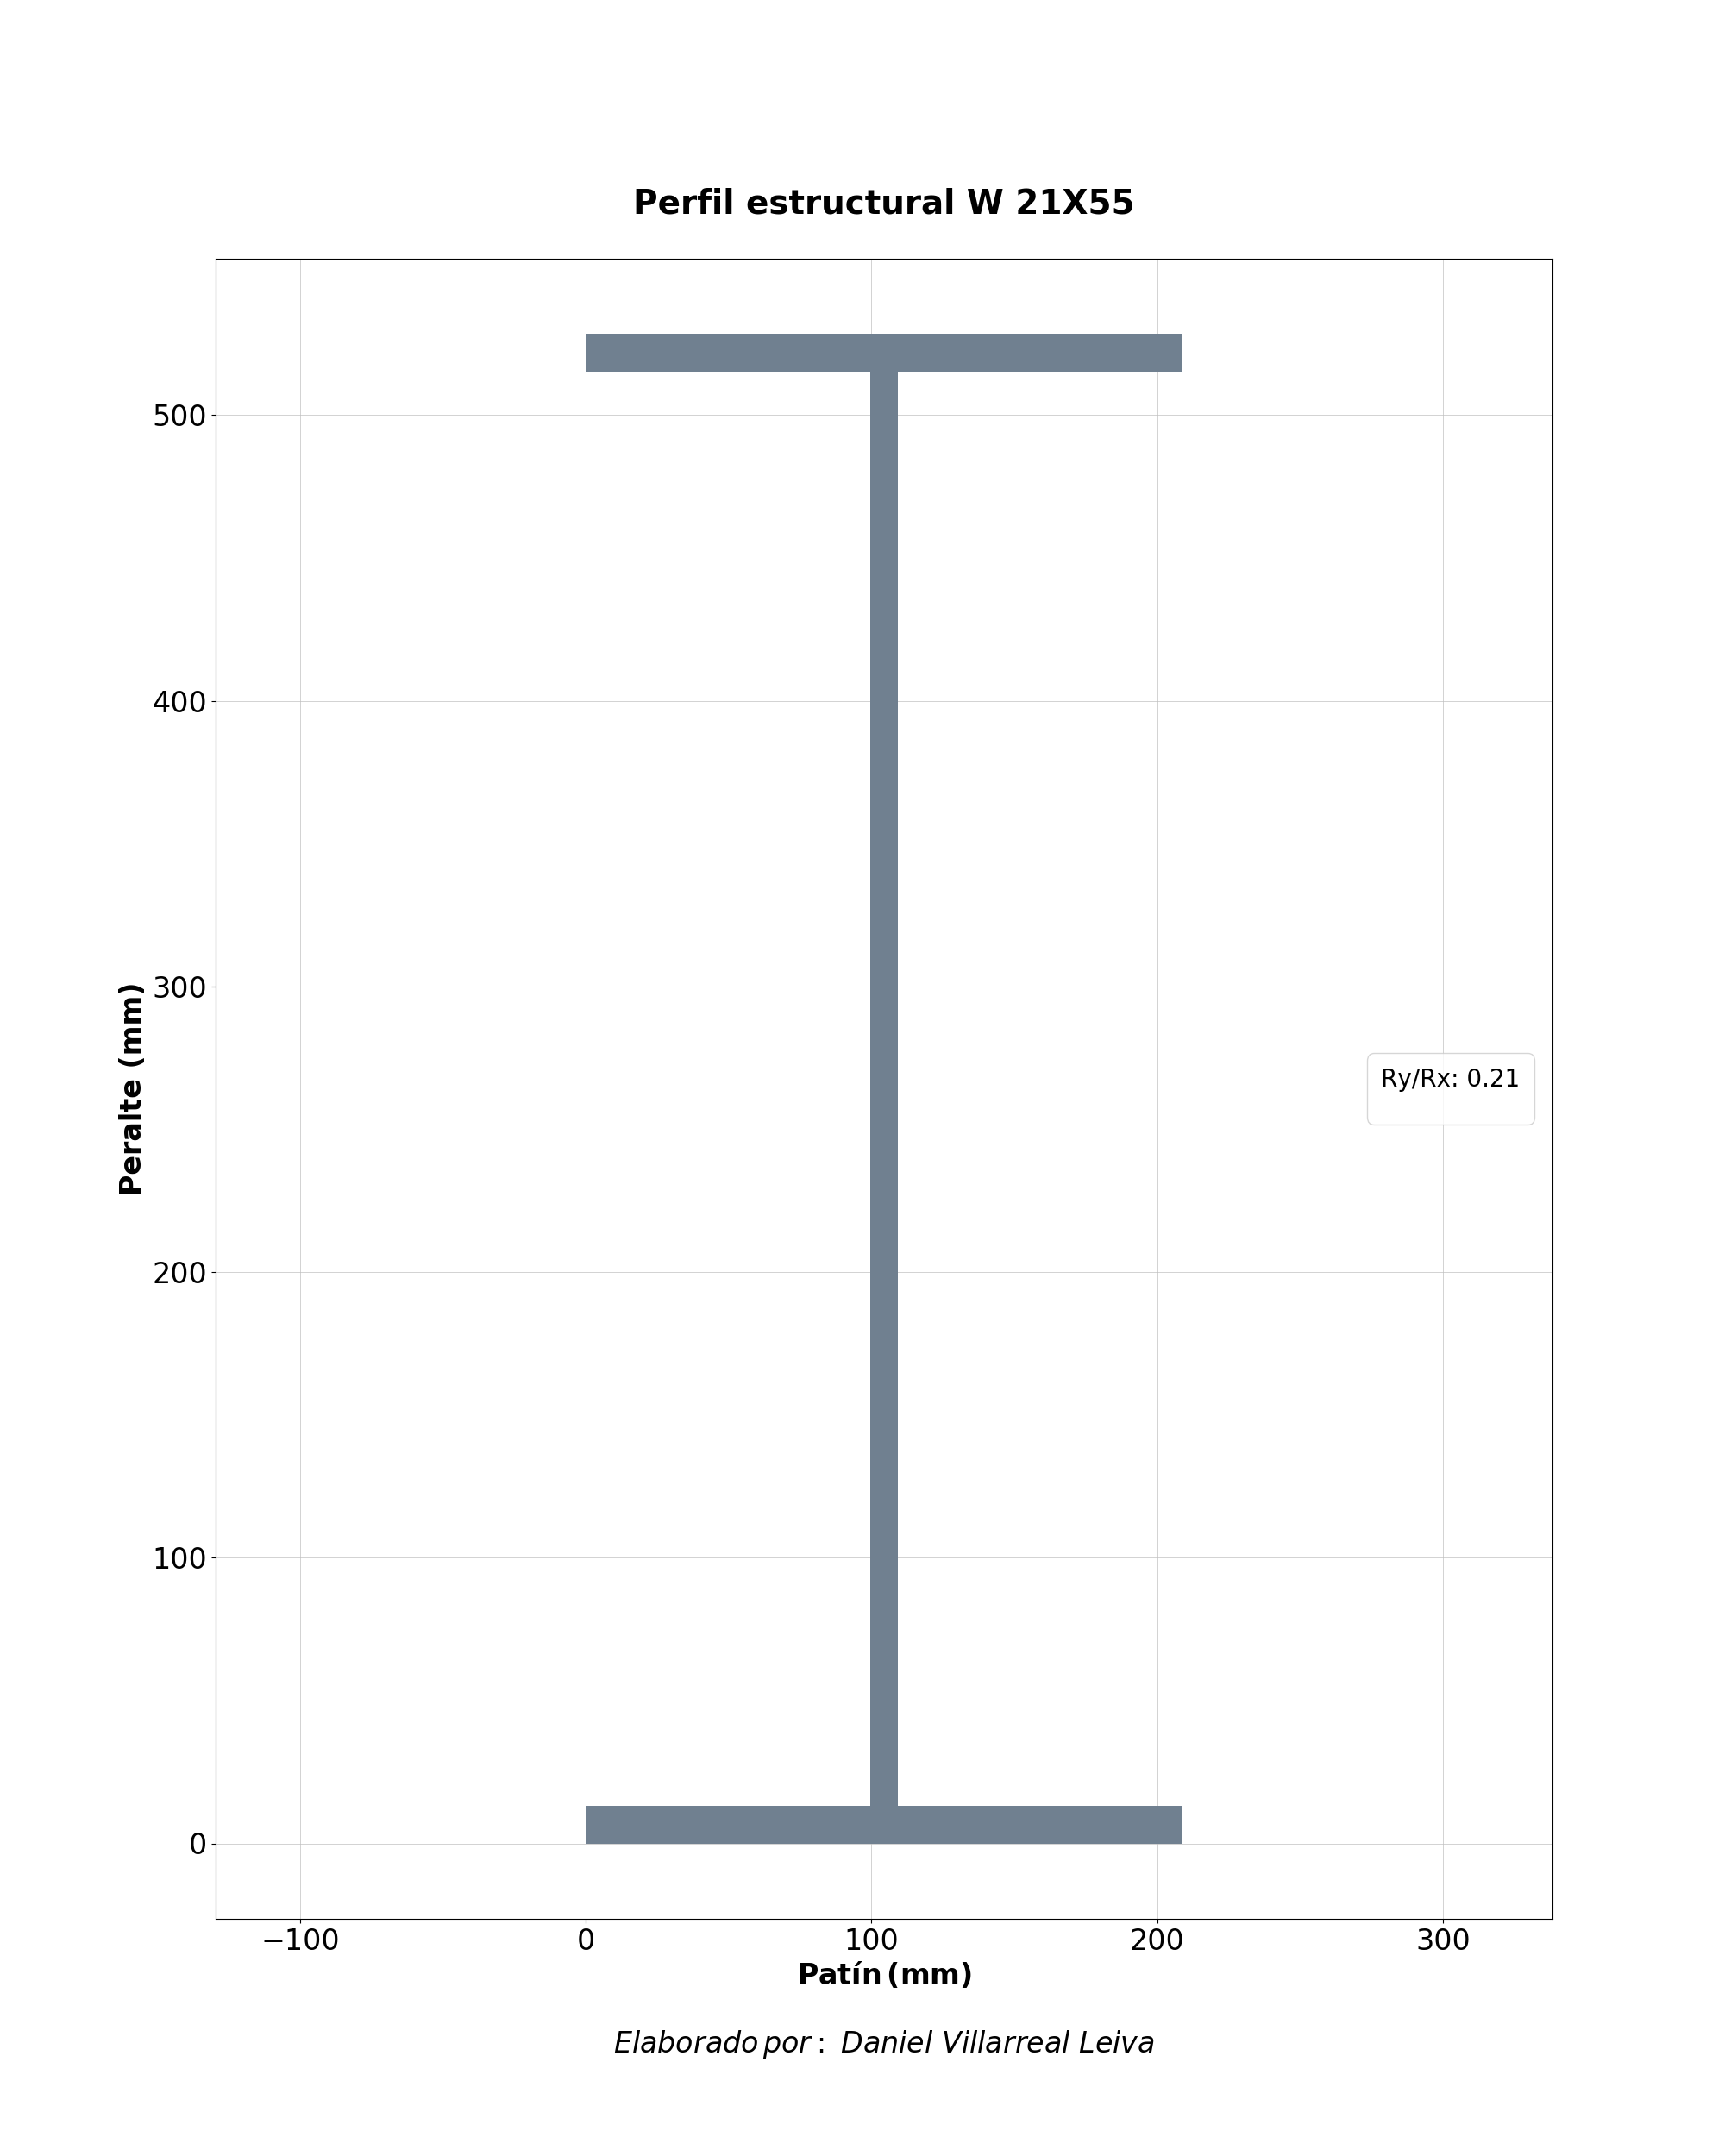 Perfil estructural W 21X55
500
400
300
200
100
0
Peralte (mm)
Ry/Rx: 0.21
−100 0 100 200 300
Patín (mm)
Elaborado por: Daniel Villarreal Leiva